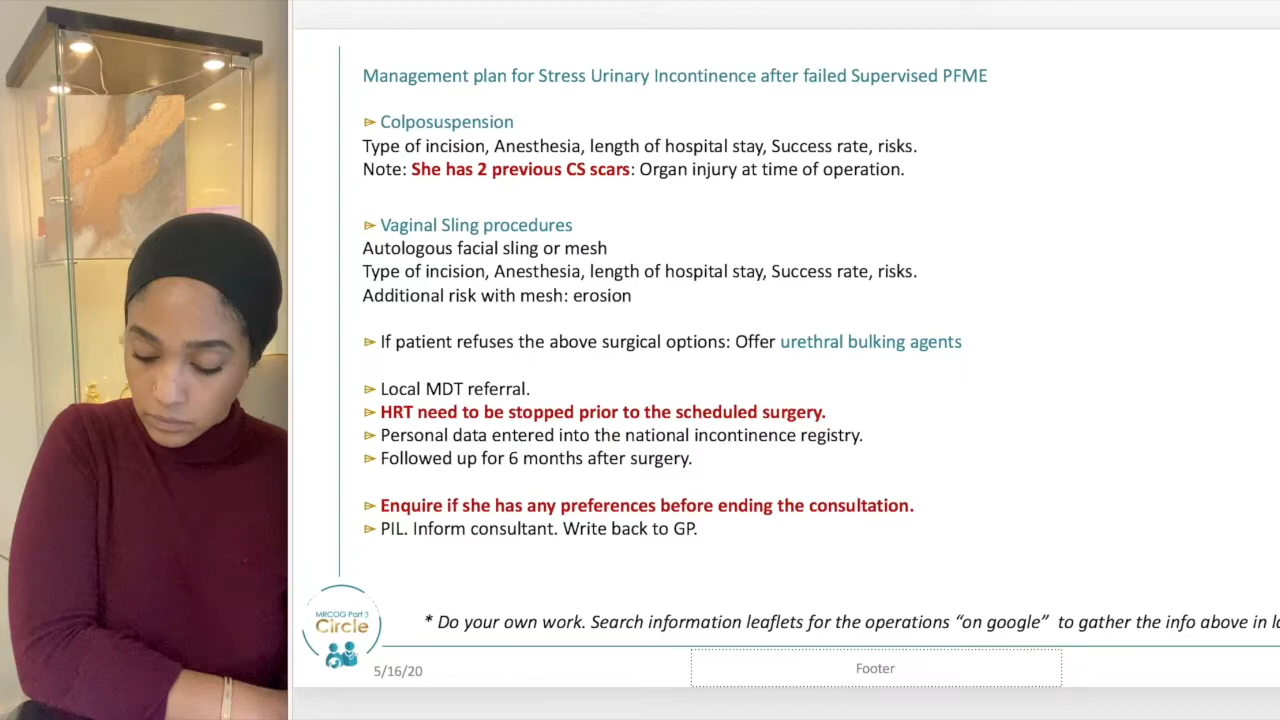 Management plan for Stress Urinary Incontinence after failed Supervised PFME
⌲ Colposuspension
Type of incision, Anesthesia, length of hospital stay, Success rate, risks.
Note: She has 2 previous CS scars: Organ injury at time of operation.
⌲ Vaginal Sling procedures
Autologous facial sling or mesh
Type of incision, Anesthesia, length of hospital stay, Success rate, risks.
Additional risk with mesh: erosion
⌲ If patient refuses the above surgical options: Offer urethral bulking agents
⌲ Local MDT referral.
⌲ HRT need to be stopped prior to the scheduled surgery.
⌲ Personal data entered into the national incontinence registry.
⌲ Followed up for 6 months after surgery.
⌲ Enquire if she has any preferences before ending the consultation.
⌲ PIL. Inform consultant. Write back to GP.
MRCOG Part 3
Circle
* Do your own work. Search information leaflets for the operations “on google” to gather the info above in
5/16/20
Footer